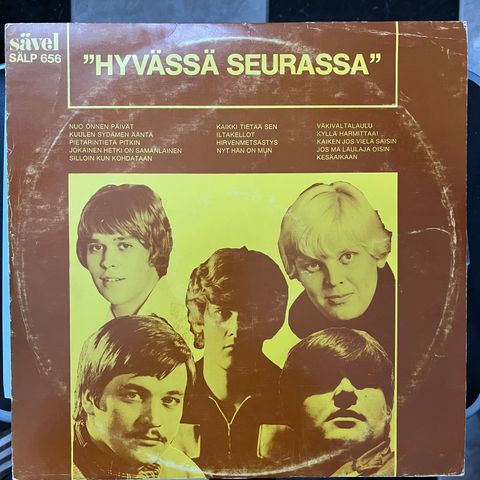 sävel
SÄLP 656
”HYVÄSSÄ SEURASSA”
NUO ONNEN PÄIVÄT
KUULEN SYDÄMEN ÄÄNTÄ
PIETARINTIETÄ PITKIN
JOKAINEN HETKI ON SAMANLAINEN
SILLOIN KUN KOHDATAAN
KAIKKI TIETÄÄ SEN
ILTAKELLOT
HIRVENMETSÄSTYS
NYT HÄN ON MUN
VÄKIVALTALAULU
KYLLÄ HARMITTAA!
KAIKEN JOS VIELÄ SAISIN
JOS MÄ LAULAJA OISIN
KESÄAIKAAN